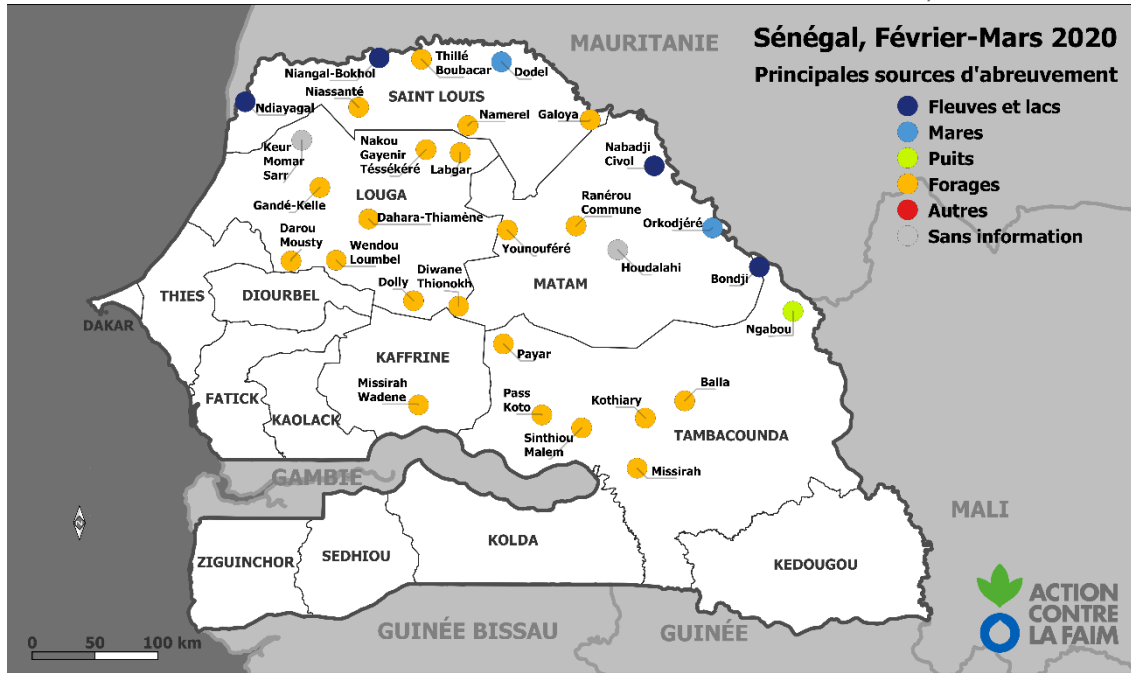 MAURITANIE
Sénégal, Février-Mars 2020
Principales sources d'abreuvement
Fleuves et lacs
Mares
Puits
Forages
Autres
Sans information
Niangal-Bokhol
Thillé
Boubacar
Dodel
Ndiayagal
Niassanté
SAINT LOUIS
Namerel
Galoya
Keur
Momar
Sarr
Nakou
Gayenir
Téssékéré
Labgar
Nabadji
Civol
Gandé-Kelle
LOUGA
Ranérou
Commune
Orkodjéré
Dahara-Thiamène
Younouféré
Houdalahi
Darou
Mousty
Wendou
Loumbel
Diwane
Thionokh
Dolly
MATAM
Bondji
THIES
DIOURBEL
DAKAR
Ngabou
KAFFRINE
Payar
Missirah
Wadene
Balla
Pass
Koto
Kothiary
FATICK
KAOLACK
Sinthiou
Malem
TAMBACOUNDA
Missirah
GAMBIE
MALI
KOLDA
SEDHIOU
ZIGUINCHOR
KEDOUGOU
N
GUINÉE BISSAU
GUINÉE
0 50 100 km
ACTION
CONTRE
LA FAIM